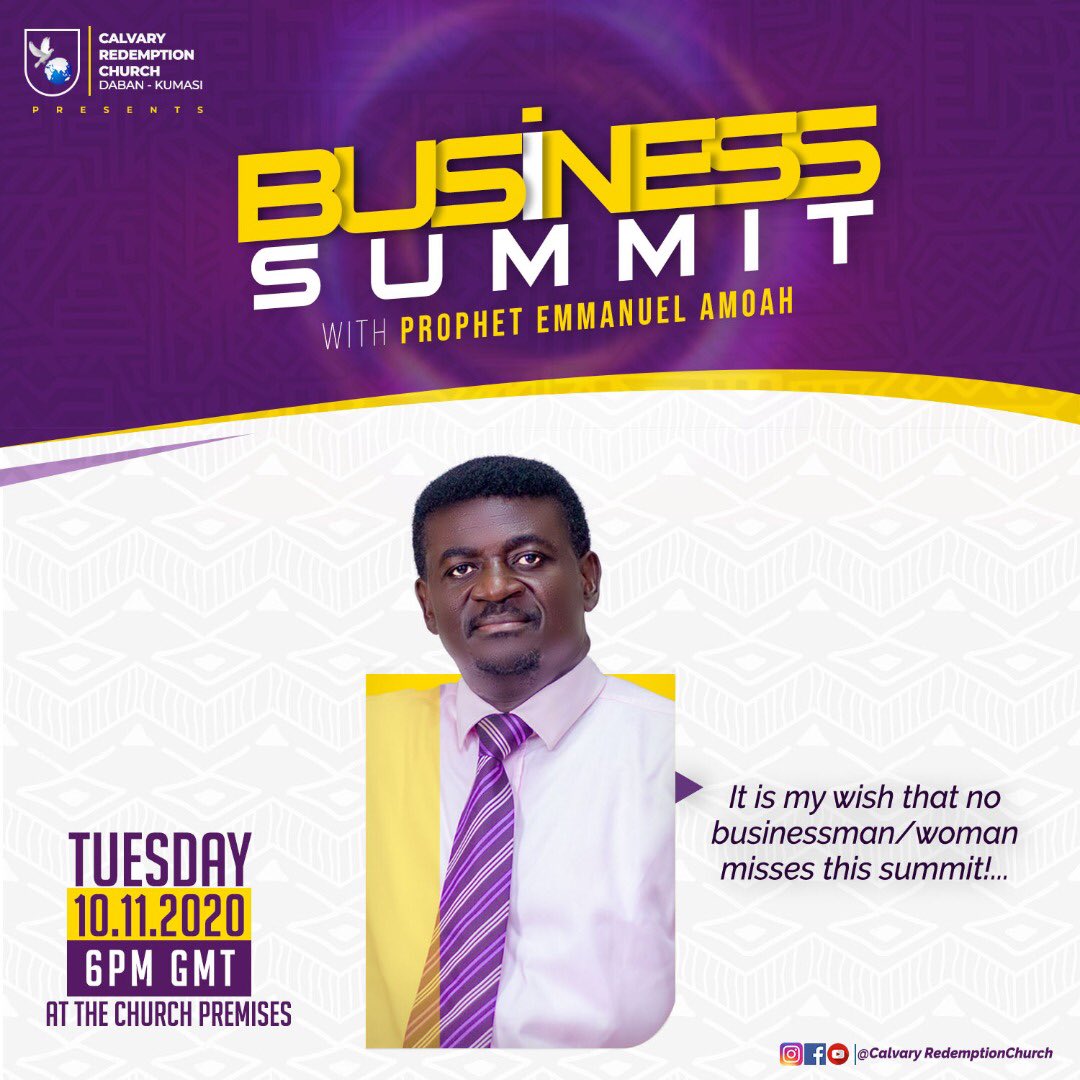 CALVARY
REDEMPTION
CHURCH
DABAN - KUMASI
PRESENTS
BUSiNESS
SUMMIT
WITH PROPHET EMMANUEL AMOAH
It is my wish that no
businessman/woman
misses this summit!...
TUESDAY
10.11.2020
6PM GMT
AT THE CHURCH PREMISES
@Calvary RedemptionChurch